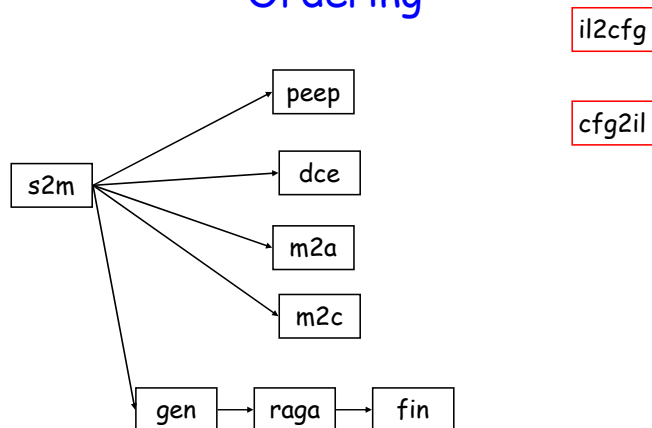 Ordering
il2cfg
peep
cfg2il
dce
s2m
m2a
m2c
gen
raga
fin